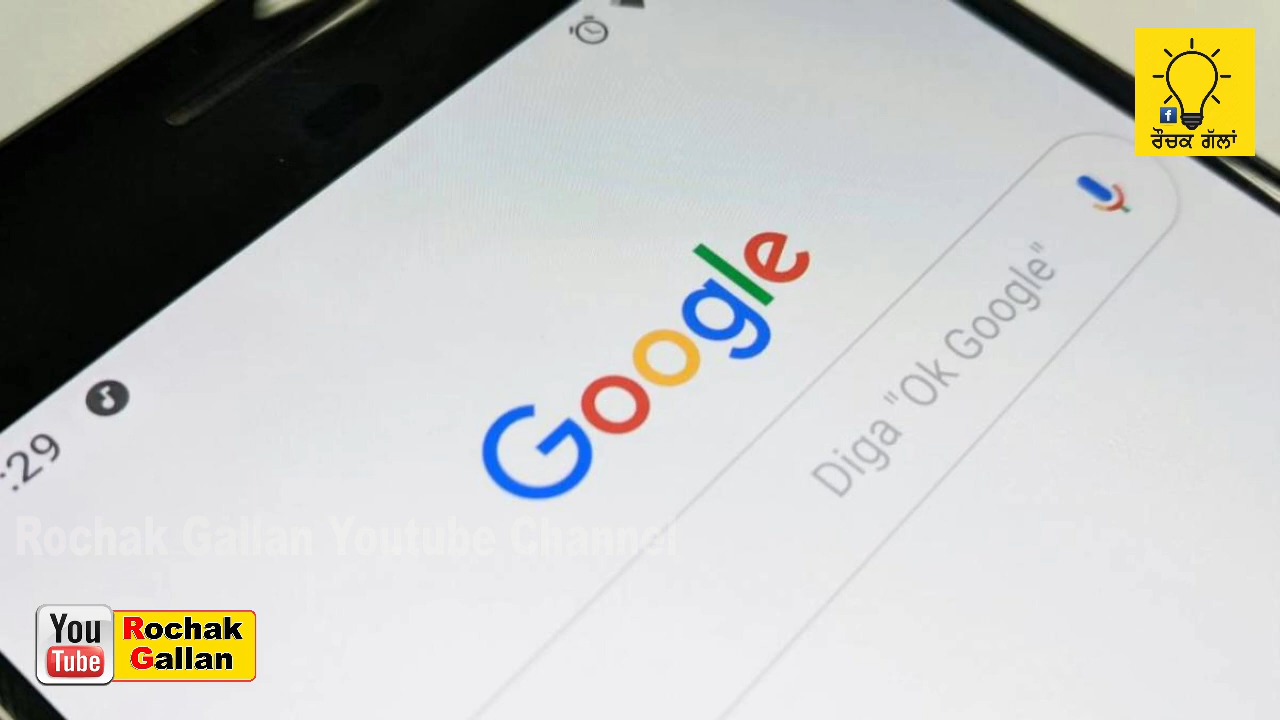 ਰੌਚਕ ਗੱਲਾਂ
Google
Diga "Ok Google"
:29
Rochak Gallan Youtube Channel
You
Tube
Rochak
Gallan
f